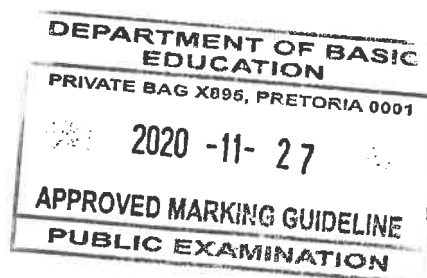 DEPARTMENT OF BASIC
EDUCATION
PRIVATE BAG X895, PRETORIA 0001
2020 -11- 27
APPROVED MARKING GUIDELINE
PUBLIC EXAMINATION